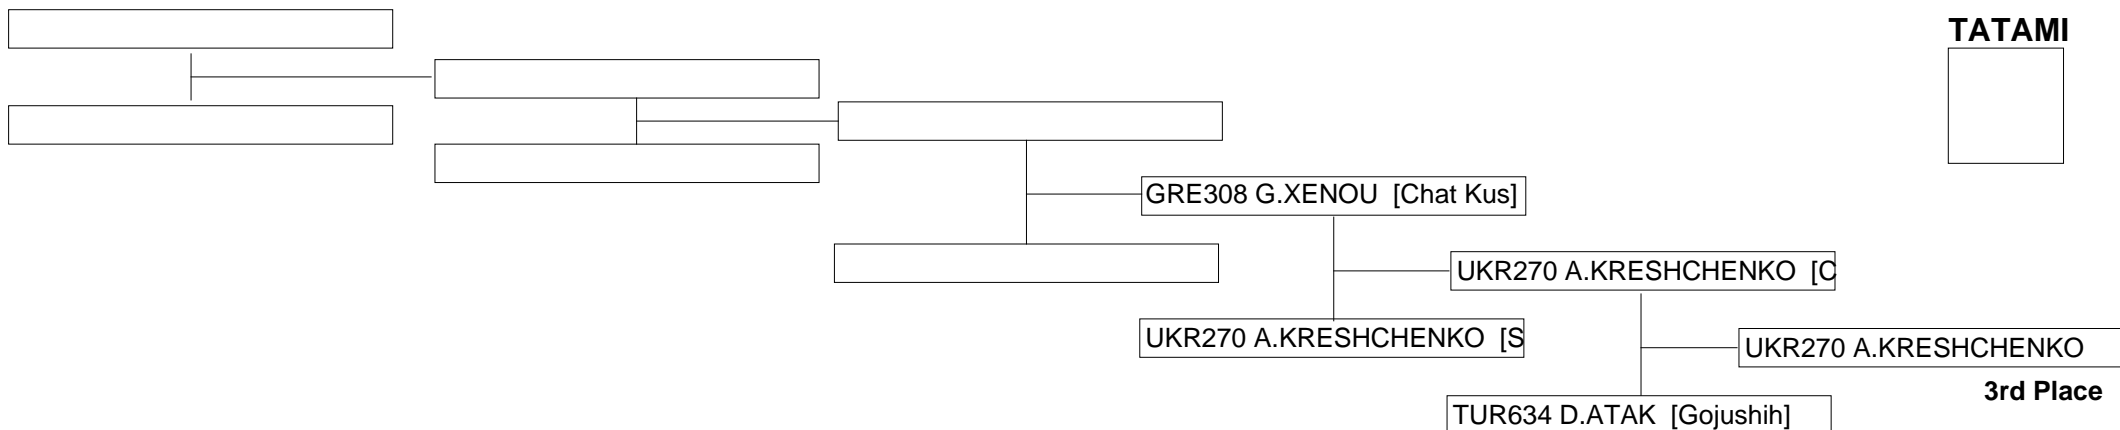 TATAMI
GRE308 G.XENOU [Chat Kus]
UKR270 A.KRESHCHENKO [C
UKR270 A.KRESHCHENKO [S
UKR270 A.KRESHCHENKO
3rd Place
TUR634 D.ATAK [Gojushih]